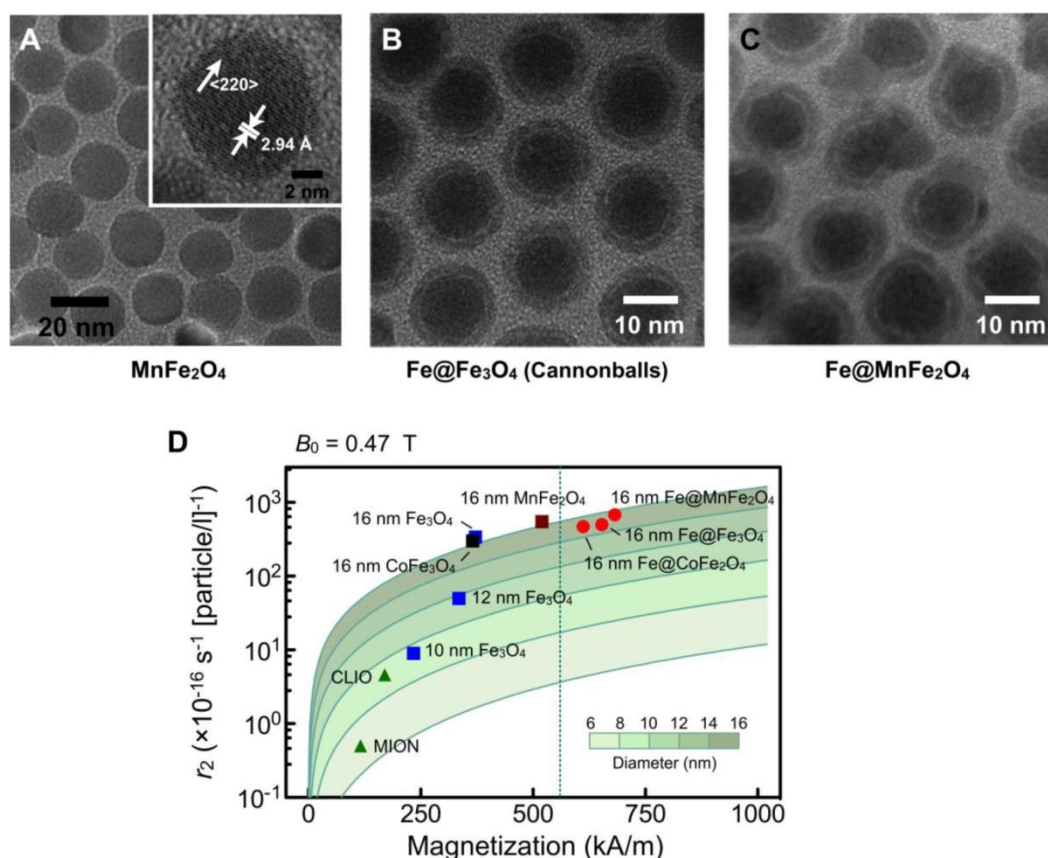 A
<220>
2.94 Å
2 nm
20 nm
MnFe₂O₄
B
10 nm
Fe@Fe₃O₄ (Cannonballs)
C
10 nm
Fe@MnFe₂O₄
D
B₀ = 0.47 T
r₂ (×10⁻¹⁶ s⁻¹ [particle/l]⁻¹)
10³
10²
10¹
10⁰
10⁻¹
16 nm MnFe₂O₄
16 nm Fe@MnFe₂O₄
16 nm Fe₃O₄
16 nm Fe@Fe₃O₄
16 nm CoFe₃O₄
16 nm Fe@CoFe₂O₄
12 nm Fe₃O₄
10 nm Fe₃O₄
CLIO
MION
6 8 10 12 14 16
Diameter (nm)
0 250 500 750 1000
Magnetization (kA/m)